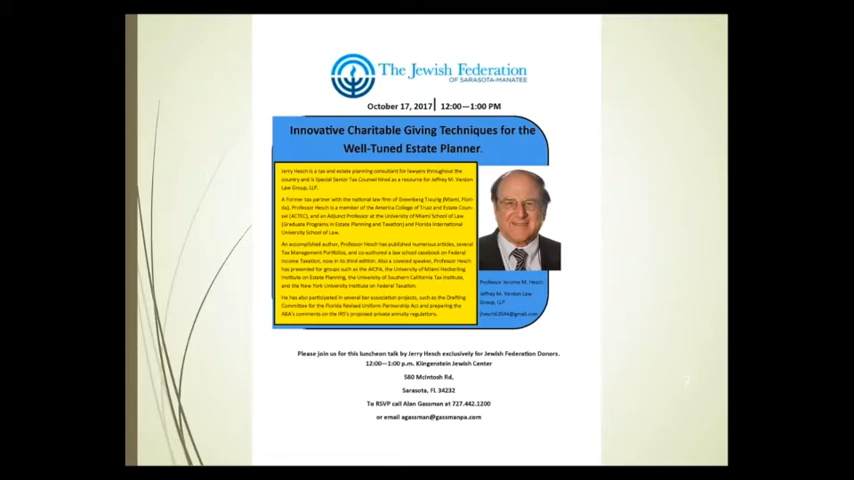 The Jewish Federation
OF SARASOTA-MANATEE
October 17, 2017 12:00—1:00 PM
Innovative Charitable Giving Techniques for the
Well-Tuned Estate Planner.
Jerry Hesch is a tax and estate planning consultant for lawyers throughout the
country and is Special Senior Tax Counsel hired as a resource for Jeffrey M. Verdon
Law Group, LLP.
A Former tax partner with the national law firm of Greenberg Traurig (Miami, Flori-
da), Professor Hesch is a member of the America College of Trust and Estate Coun-
sel (ACTEC), and an Adjunct Professor at the University of Miami School of Law
(Graduate Programs in Estate Planning and Taxation) and Florida International
University School of Law.
An accomplished author, Professor Hesch has published numerous articles, several
Tax Management Portfolios, and co-authored a law school casebook on Federal
Income Taxation, now in its third edition. Also a coveted speaker, Professor Hesch
has presented for groups such as the AICPA, the University of Miami Heckerling
Institute on Estate Planning, the University of Southern California Tax Institute,
and the New York University Institute on Federal Taxation.
He has also participated in several bar association projects, such as the Drafting
Committee for the Florida Revised Uniform Partnership Act and preparing the
ABA's comments on the IRS's proposed private annuity regulations.
Professor Jerome M. Hesch
Jeffrey M. Verdon Law
Group, LLP
Please join us for this luncheon talk by Jerry Hesch exclusively for Jewish Federation Donors.
12:00—1:00 p.m. Klingenstein Jewish Center
580 McIntosh Rd,
Sarasota, FL 34232
To RSVP call Alan Gassman at 727.442.1200
or email agassman@gassmanpa.com